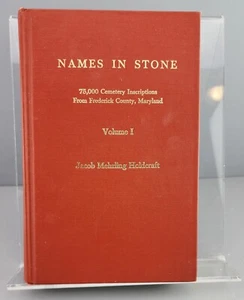 NAMES IN STONE
75,000 Cemetery Inscriptions
From Frederick County, Maryland
Volume I
Jacob Mehrling Holdcraft